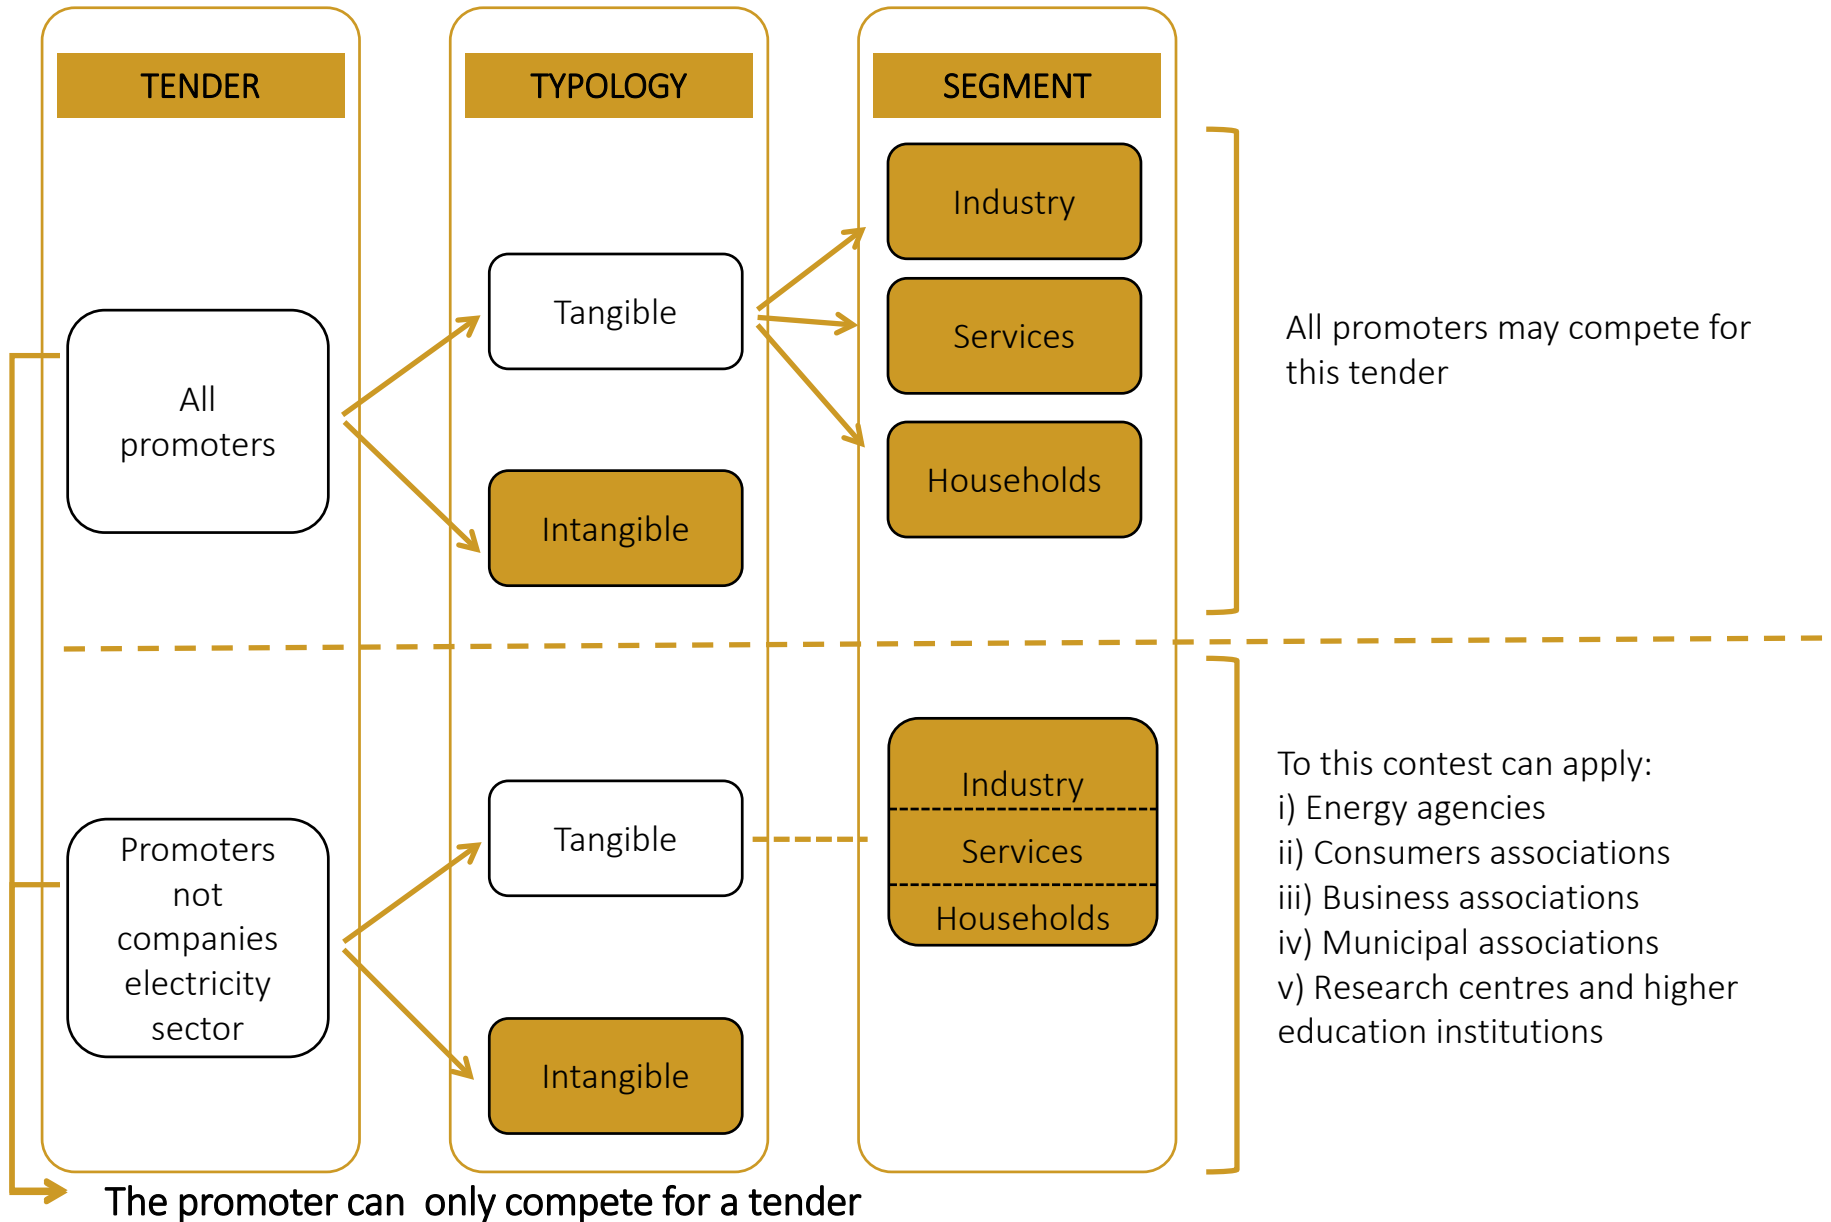 TENDER
TYPOLOGY
SEGMENT
All
promoters
Tangible
Intangible
Industry
Services
Households
All promoters may compete for
this tender
Promoters
not
companies
electricity
sector
Tangible
Intangible
Industry
Services
Households
To this contest can apply:
i) Energy agencies
ii) Consumers associations
iii) Business associations
iv) Municipal associations
v) Research centres and higher
education institutions
The promoter can only compete for a tender